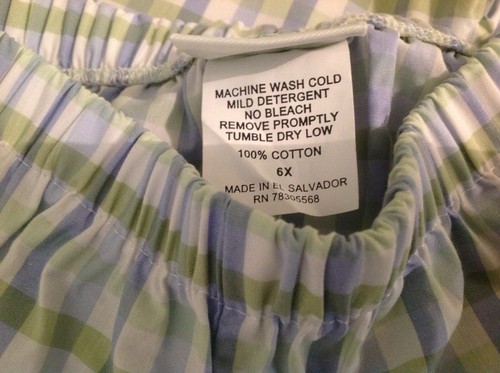 MACHINE WASH COLD
MILD DETERGENT
NO BLEACH
REMOVE PROMPTLY
TUMBLE DRY LOW
100% COTTON
6X
MADE IN EL SALVADOR
RN 78305568